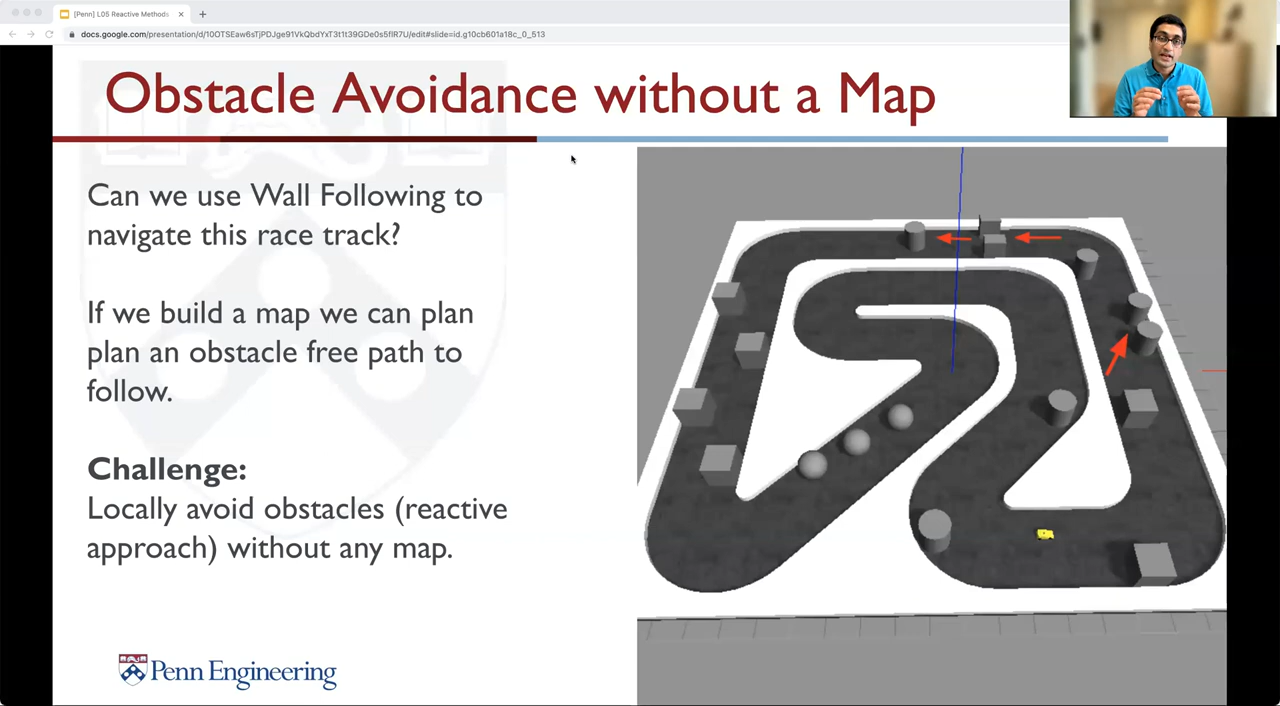 [Penn] L05 Reactive Methods
docs.google.com/presentation/d/10OTSEaw6sTjPDJge91VkQbdYxT3t1t39GDe0s5flR7U/edit#slide=id.g10cb601a18c_0_513
Obstacle Avoidance without a Map
Can we use Wall Following to
navigate this race track?
If we build a map we can plan
plan an obstacle free path to
follow.
Challenge:
Locally avoid obstacles (reactive
approach) without any map.
Penn Engineering